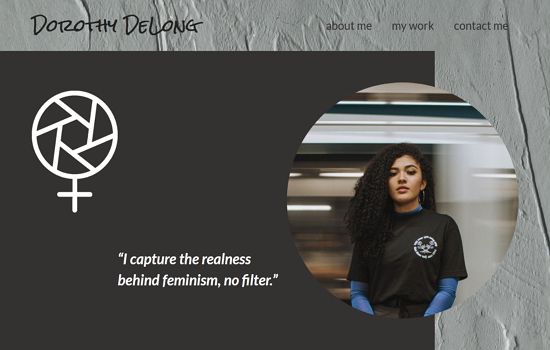 Dorothy DeLong
about me my work contact me
“I capture the realness
behind feminism, no filter.”